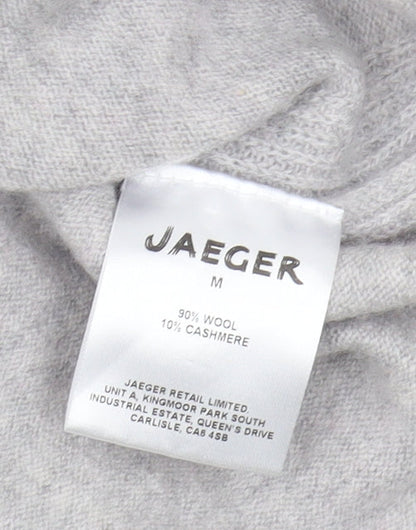 JAEGER
M
90% WOOL
10% CASHMERE
JAEGER RETAIL LIMITED.
UNIT A, KINGMOOR PARK SOUTH
INDUSTRIAL ESTATE, QUEEN'S DRIVE
CARLISLE, CA6 4SB